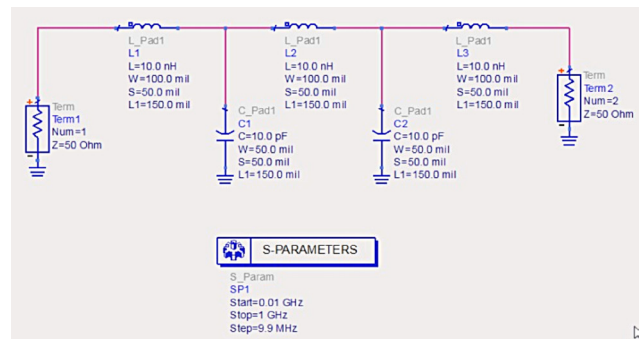 L_Pad1
L1
L=10.0 nH
W=100.0 mil
S=50.0 mil
L1=150.0 mil
L_Pad1
L2
L=10.0 nH
W=100.0 mil
S=50.0 mil
L1=150.0 mil
L_Pad1
L3
L=10.0 nH
W=100.0 mil
S=50.0 mil
L1=150.0 mil
+
Term
Term1
Num=1
Z=50 Ohm
-
C_Pad1
C1
C=10.0 pF
W=50.0 mil
S=50.0 mil
L1=150.0 mil
C_Pad1
C2
C=10.0 pF
W=50.0 mil
S=50.0 mil
L1=150.0 mil
+
Term
Term2
Num=2
Z=50 Ohm
-
S-PARAMETERS
S_Param
SP1
Start=0.01 GHz
Stop=1 GHz
Step=9.9 MHz